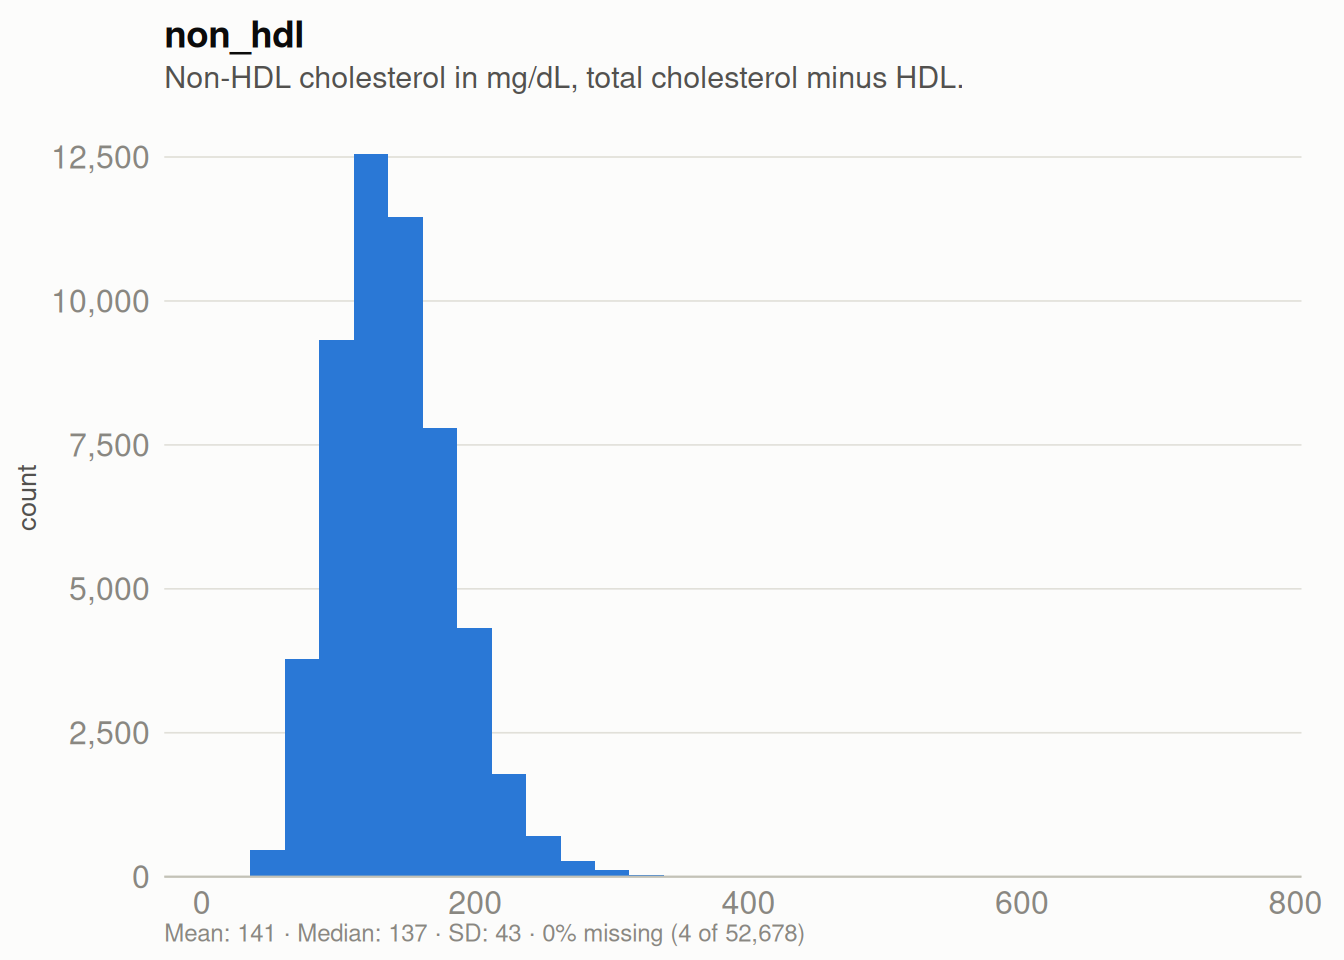 non_hdl
Non-HDL cholesterol in mg/dL, total cholesterol minus HDL.
12,500
10,000
7,500
5,000
2,500
0
count
0 200 400 600 800
Mean: 141 · Median: 137 · SD: 43 · 0% missing (4 of 52,678)